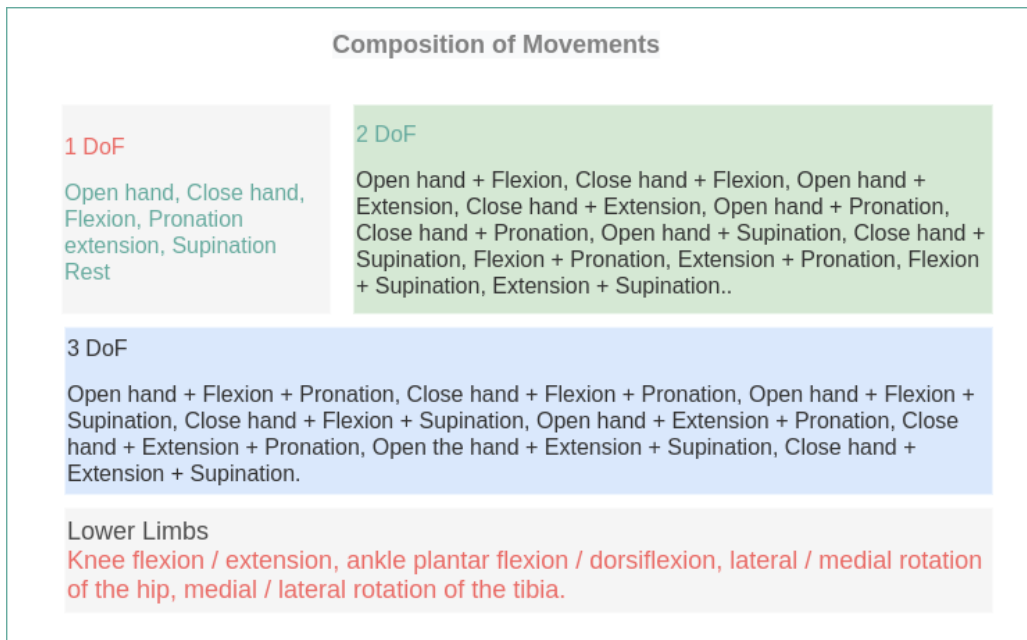 Composition of Movements
1 DoF
Open hand, Close hand,
Flexion, Pronation
extension, Supination
Rest
2 DoF
Open hand + Flexion, Close hand + Flexion, Open hand +
Extension, Close hand + Extension, Open hand + Pronation,
Close hand + Pronation, Open hand + Supination, Close hand +
Supination, Flexion + Pronation, Extension + Pronation, Flexion
+ Supination, Extension + Supination..
3 DoF
Open hand + Flexion + Pronation, Close hand + Flexion + Pronation, Open hand + Flexion +
Supination, Close hand + Flexion + Supination, Open hand + Extension + Pronation, Close
hand + Extension + Pronation, Open the hand + Extension + Supination, Close hand +
Extension + Supination.
Lower Limbs
Knee flexion / extension, ankle plantar flexion / dorsiflexion, lateral / medial rotation
of the hip, medial / lateral rotation of the tibia.